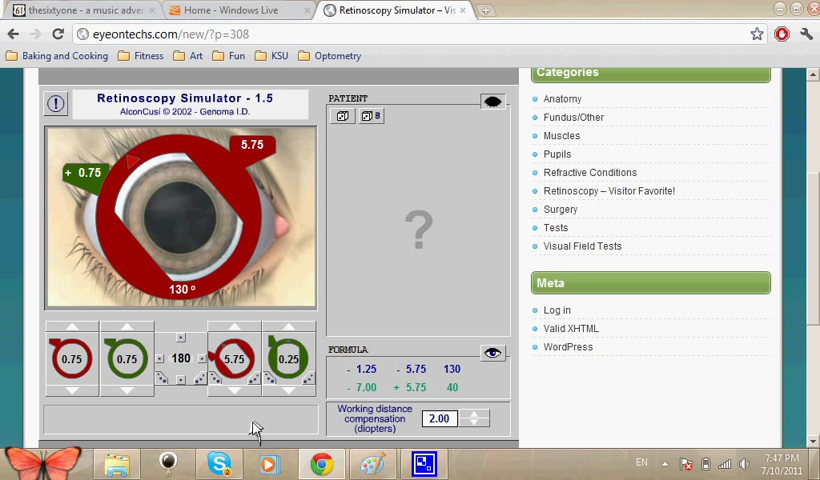 thesixtyone - a music adver
Home - Windows Live
Retinoscopy Simulator – Vis
eyeontechs.com/new/?p=308
Baking and Cooking
Fitness
Art
Fun
KSU
Optometry
Retinoscopy Simulator - 1.5
AlconCusí © 2002 - Genoma I.D.
+ 0.75
5.75
130 º
0.75
0.75
180
5.75
0.25
PATIENT
8
?
FORMULA
- 1.25 - 5.75 130
- 7.00 + 5.75 40
Working distance
compensation
(diopters)
2.00
Categories
Anatomy
Fundus/Other
Muscles
Pupils
Refractive Conditions
Retinoscopy – Visitor Favorite!
Surgery
Tests
Visual Field Tests
Meta
Log in
Valid XHTML
WordPress
EN
7:47 PM
7/10/2011